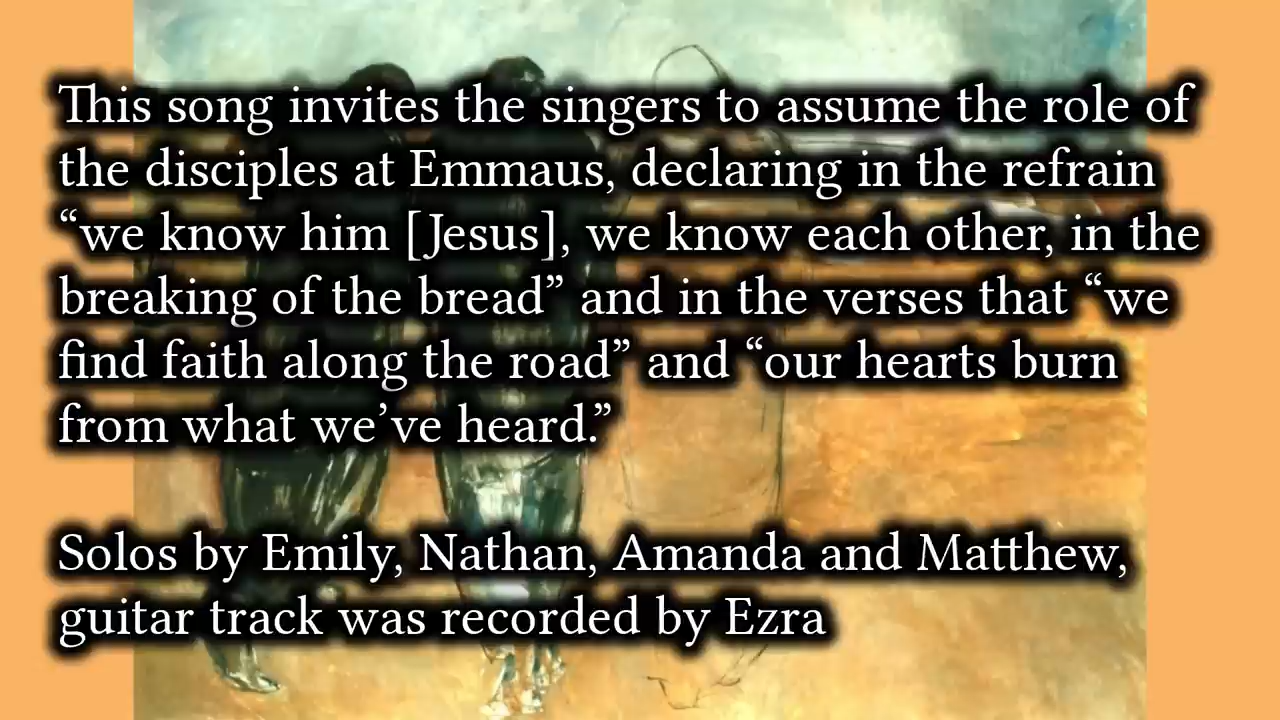 This song invites the singers to assume the role of
the disciples at Emmaus, declaring in the refrain
“we know him [Jesus], we know each other, in the
breaking of the bread” and in the verses that “we
find faith along the road” and “our hearts burn
from what we’ve heard.”
Solos by Emily, Nathan, Amanda and Matthew,
guitar track was recorded by Ezra